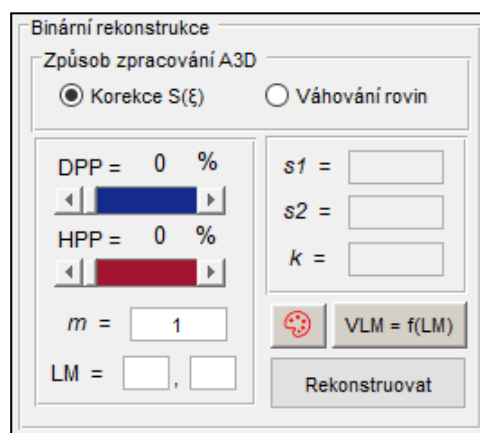 Binární rekonstrukce
Způsob zpracování A3D
Korekce S(ξ) Váhování rovin
DPP = 0 %
HPP = 0 %
m = 1
LM = ,
s1 =
s2 =
k =
VLM = f(LM)
Rekonstruovat